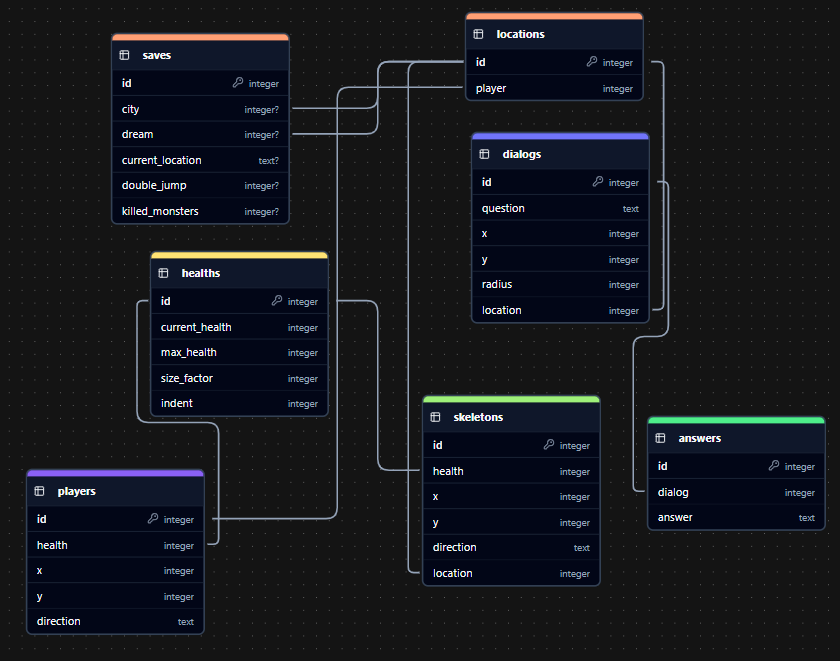 saves
id integer
city integer?
dream integer?
current_location text?
double_jump integer?
killed_monsters integer?
locations
id integer
player integer
dialogs
id integer
question text
x integer
y integer
radius integer
location integer
healths
id integer
current_health integer
max_health integer
size_factor integer
indent integer
skeletons
id integer
health integer
x integer
y integer
direction text
location integer
answers
id integer
dialog integer
answer text
players
id integer
health integer
x integer
y integer
direction text